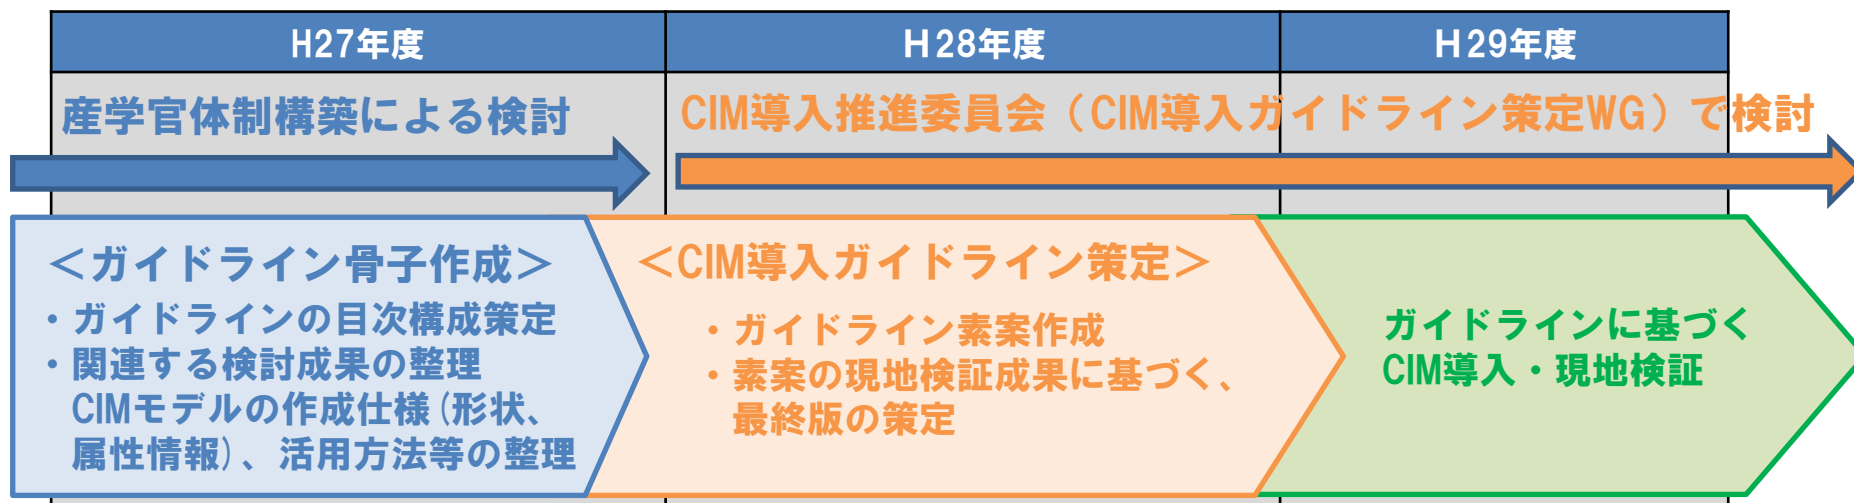 H27年度
H28年度
H29年度
産学官体制構築による検討
CIM導入推進委員会（CIM導入ガイドライン策定WG）で検討
＜ガイドライン骨子作成＞
・ガイドラインの目次構成策定
・関連する検討成果の整理
CIMモデルの作成仕様(形状、
属性情報)、活用方法等の整理
＜CIM導入ガイドライン策定＞
・ガイドライン素案作成
・素案の現地検証成果に基づく、
最終版の策定
ガイドラインに基づく
CIM導入・現地検証